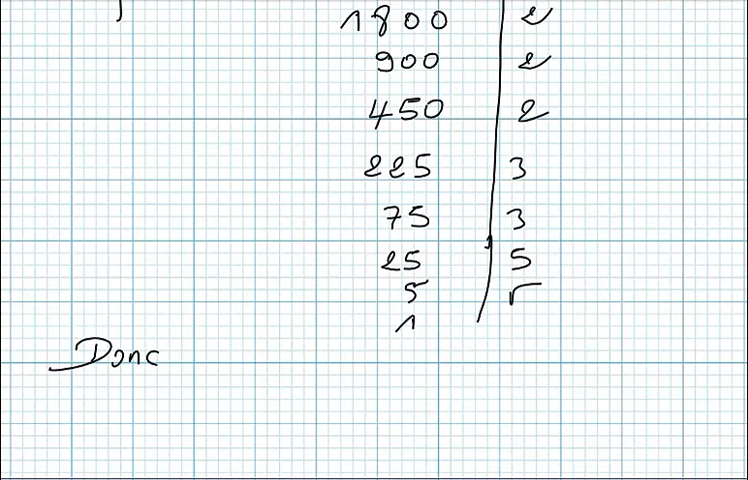 1800 | 2
900 | 2
450 | 2
225 | 3
75 | 3
25 | 5
5 | 5
1
Donc